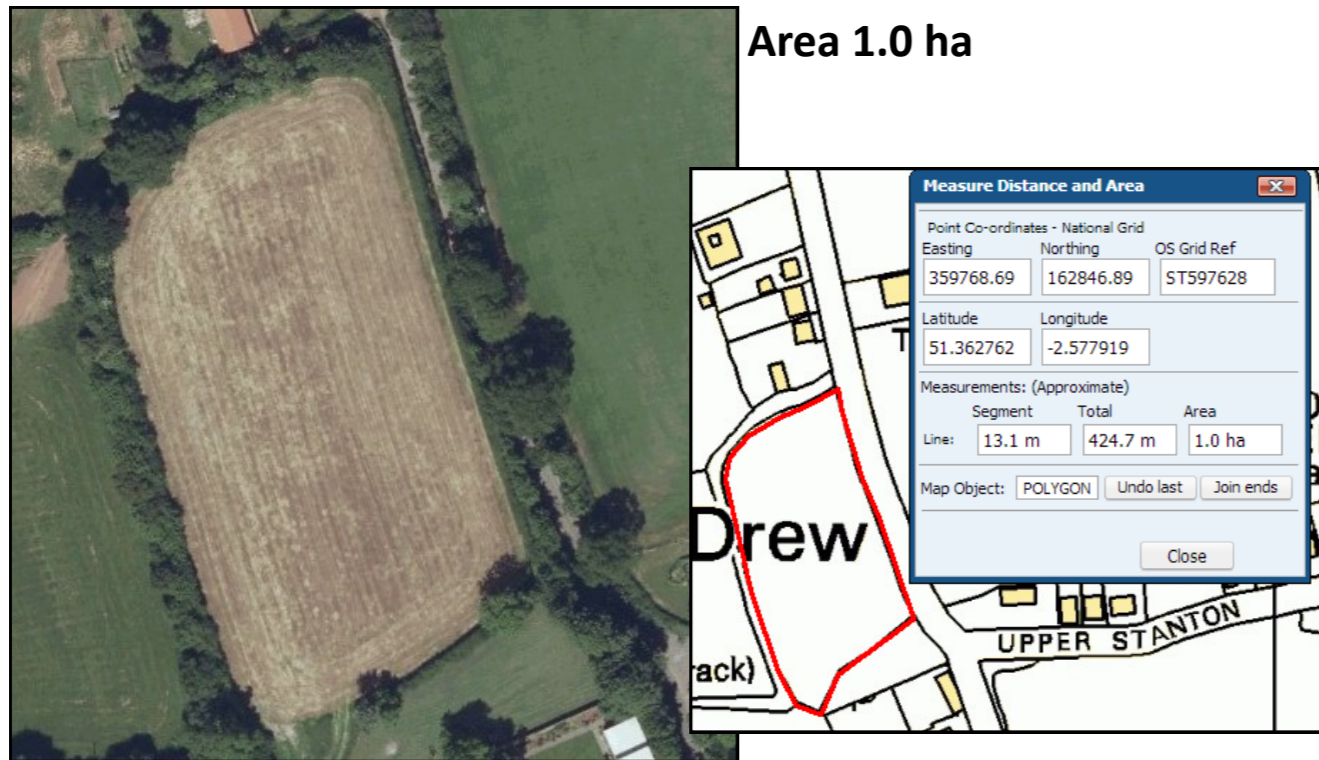 Area 1.0 ha
Measure Distance and Area
Point Co-ordinates - National Grid
Easting Northing OS Grid Ref
359768.69 162846.89 ST597628
Latitude Longitude
51.362762 -2.577919
Measurements: (Approximate)
Segment Total Area
Line: 13.1 m 424.7 m 1.0 ha
Map Object: POLYGON Undo last Join ends
Close
T
Drew
UPPER STANTON
rack)